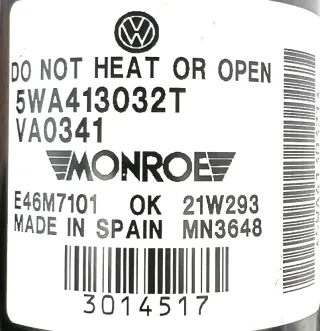 DO NOT HEAT OR OPEN
5WA413032T
VA0341
MONROE
E46M7101 OK 21W293
MADE IN SPAIN MN3648
3014517